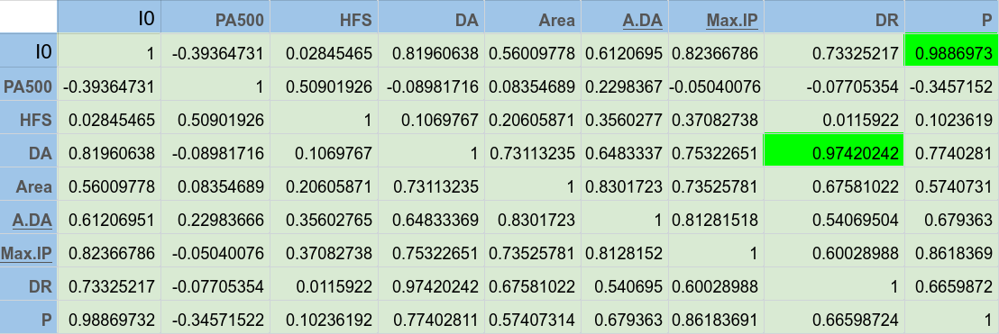 I0 PA500 HFS DA Area A.DA Max.IP DR P
I0 1 -0.39364731 0.02845465 0.81960638 0.56009778 0.6120695 0.82366786 0.73325217 0.9886973
PA500 -0.39364731 1 0.50901926 -0.08981716 0.08354689 0.2298367 -0.05040076 -0.07705354 -0.3457152
HFS 0.02845465 0.50901926 1 0.1069767 0.20605871 0.3560277 0.37082738 0.0115922 0.1023619
DA 0.81960638 -0.08981716 0.1069767 1 0.73113235 0.6483337 0.75322651 0.97420242 0.7740281
Area 0.56009778 0.08354689 0.20605871 0.73113235 1 0.8301723 0.73525781 0.67581022 0.5740731
A.DA 0.61206951 0.22983666 0.35602765 0.64833369 0.8301723 1 0.81281518 0.54069504 0.679363
Max.IP 0.82366786 -0.05040076 0.37082738 0.75322651 0.73525781 0.8128152 1 0.60028988 0.8618369
DR 0.73325217 -0.07705354 0.0115922 0.97420242 0.67581022 0.540695 0.60028988 1 0.6659872
P 0.98869732 -0.34571522 0.10236192 0.77402811 0.57407314 0.679363 0.86183691 0.66598724 1